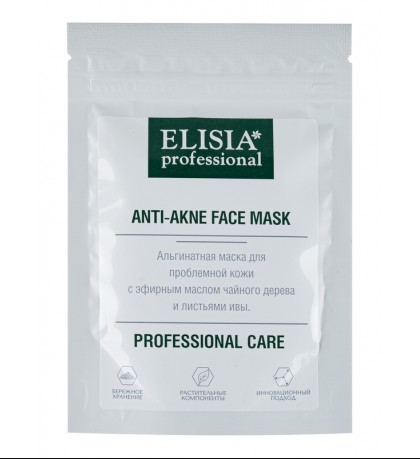 ELISIA*
professional
ANTI-AKNE FACE MASK
Альгинатная маска для
проблемной кожи
с эфирным маслом чайного дерева
и листьями ивы.
PROFESSIONAL CARE
БЕРЕЖНОЕ
ХРАНЕНИЕ
РАСТИТЕЛЬНЫЕ
КОМПОНЕНТЫ
ИННОВАЦИОННЫЙ
ПОДХОД